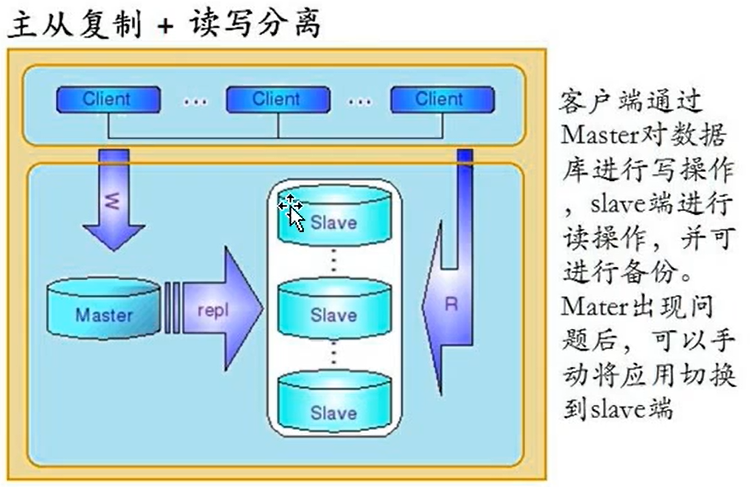 主从复制 + 读写分离
Client ... Client ... Client
W
Slave
Master
repl
Slave
R
Slave
客户端通过
Master对数据
库进行写操作
，slave端进行
读操作，并可
进行备份。
Mater出现问
题后，可以手
动将应用切换
到slave端